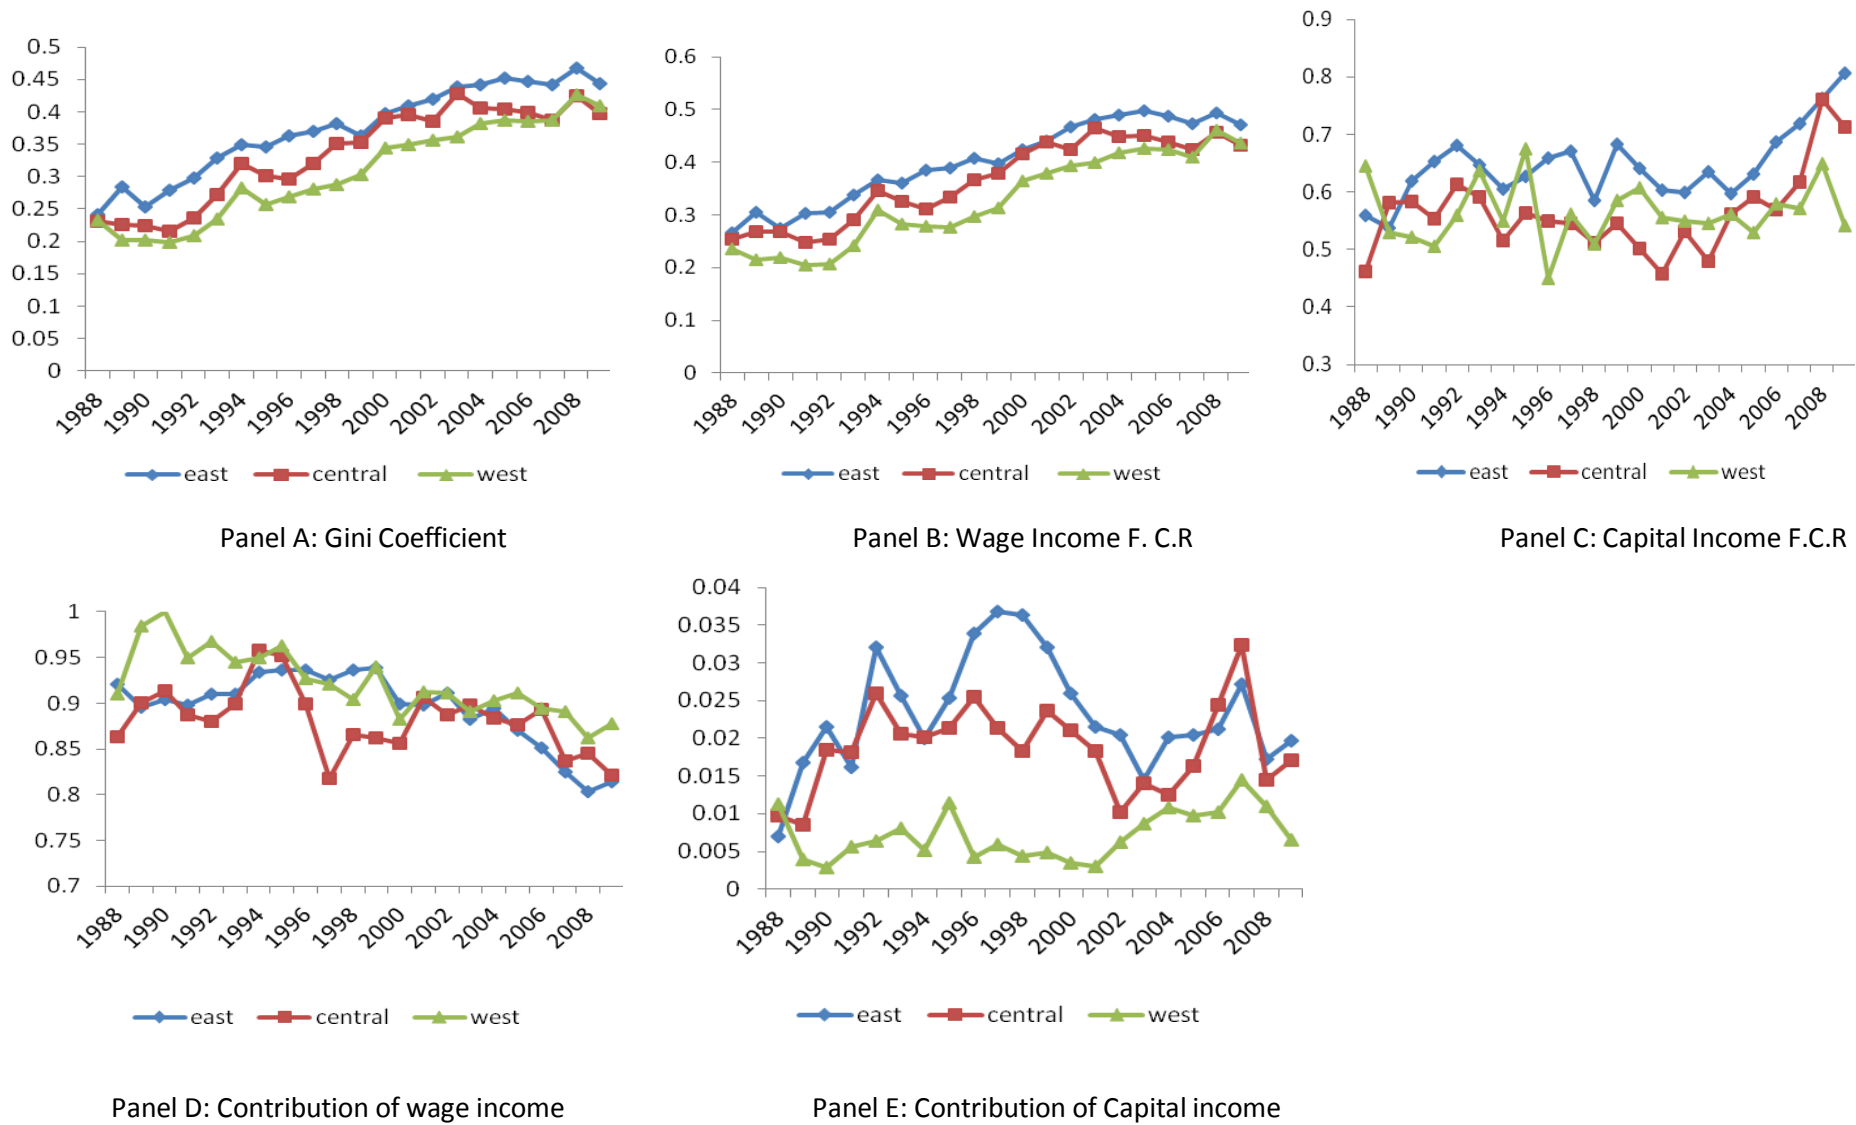 0.5
0.45
0.4
0.35
0.3
0.25
0.2
0.15
0.1
0.05
0
1988 1990 1992 1994 1996 1998 2000 2002 2004 2006 2008
east central west
Panel A: Gini Coefficient
0.6
0.5
0.4
0.3
0.2
0.1
0
1988 1990 1992 1994 1996 1998 2000 2002 2004 2006 2008
east central west
Panel B: Wage Income F. C.R
0.9
0.8
0.7
0.6
0.5
0.4
0.3
1988 1990 1992 1994 1996 1998 2000 2002 2004 2006 2008
east central west
Panel C: Capital Income F.C.R
1
0.95
0.9
0.85
0.8
0.75
0.7
1988 1990 1992 1994 1996 1998 2000 2002 2004 2006 2008
east central west
Panel D: Contribution of wage income
0.04
0.035
0.03
0.025
0.02
0.015
0.01
0.005
0
1988 1990 1992 1994 1996 1998 2000 2002 2004 2006 2008
east central west
Panel E: Contribution of Capital income